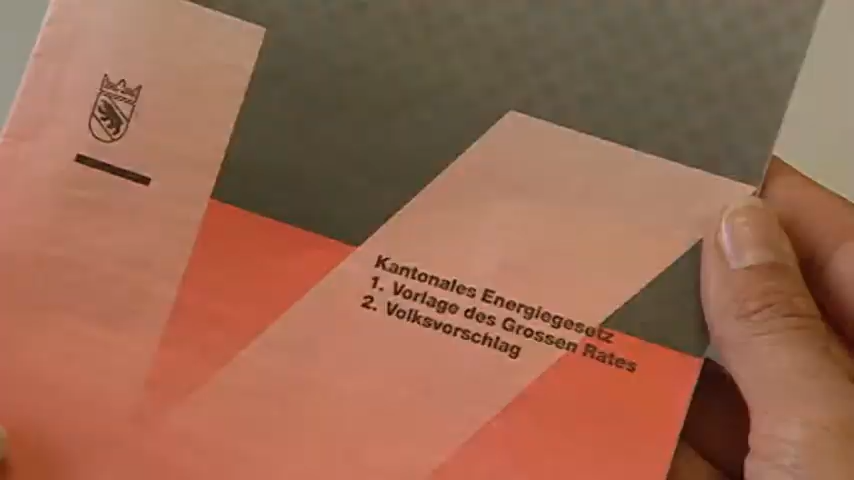 Kantonales Energiegesetz
1. Vorlage des Grossen Rates
2. Volksvorschlag